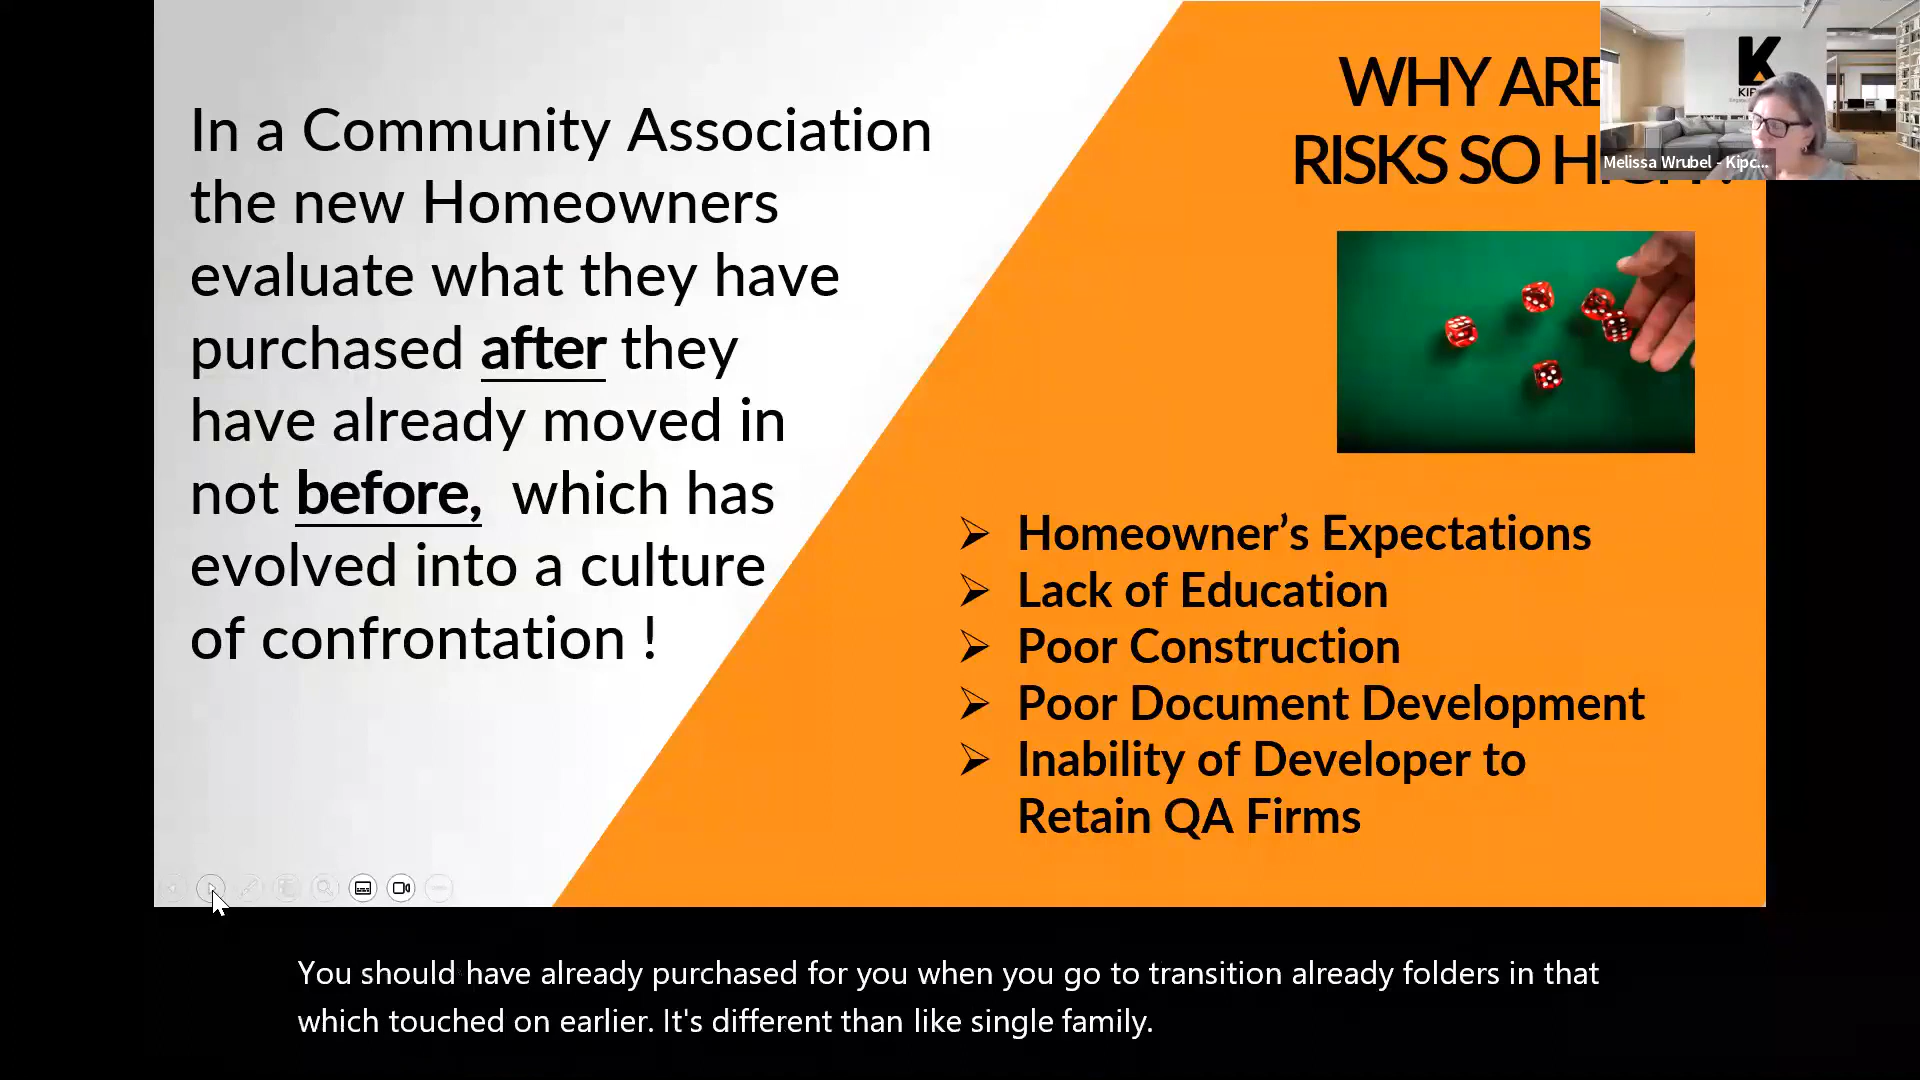 In a Community Association
the new Homeowners
evaluate what they have
purchased after they
have already moved in
not before, which has
evolved into a culture
of confrontation !
WHY ARE
RISKS SO
K
Melissa Wrubel - Kipc...
➢ Homeowner’s Expectations
➢ Lack of Education
➢ Poor Construction
➢ Poor Document Development
➢ Inability of Developer to
Retain QA Firms
You should have already purchased for you when you go to transition already folders in that
which touched on earlier. It's different than like single family.